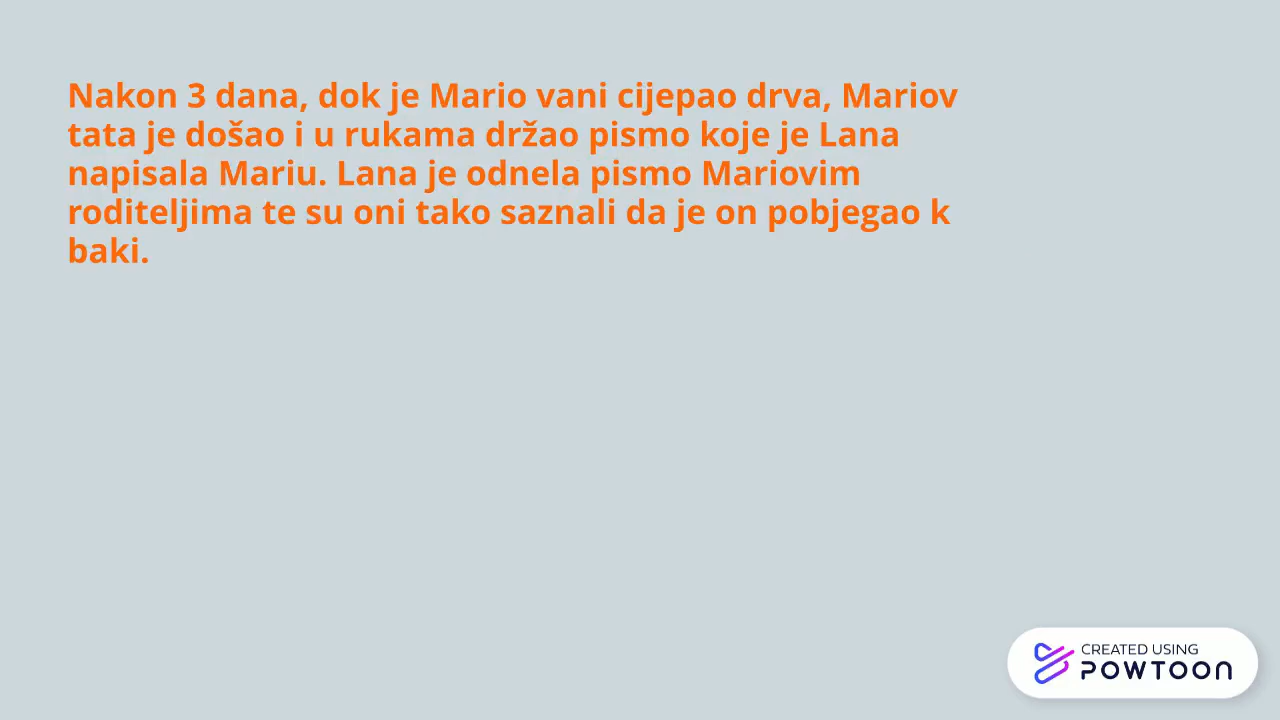 Nakon 3 dana, dok je Mario vani cijepao drva, Mariov
tata je došao i u rukama držao pismo koje je Lana
napisala Mariu. Lana je odnela pismo Mariovim
roditeljima te su oni tako saznali da je on pobjegao k
baki.
CREATED USING
POWTOON